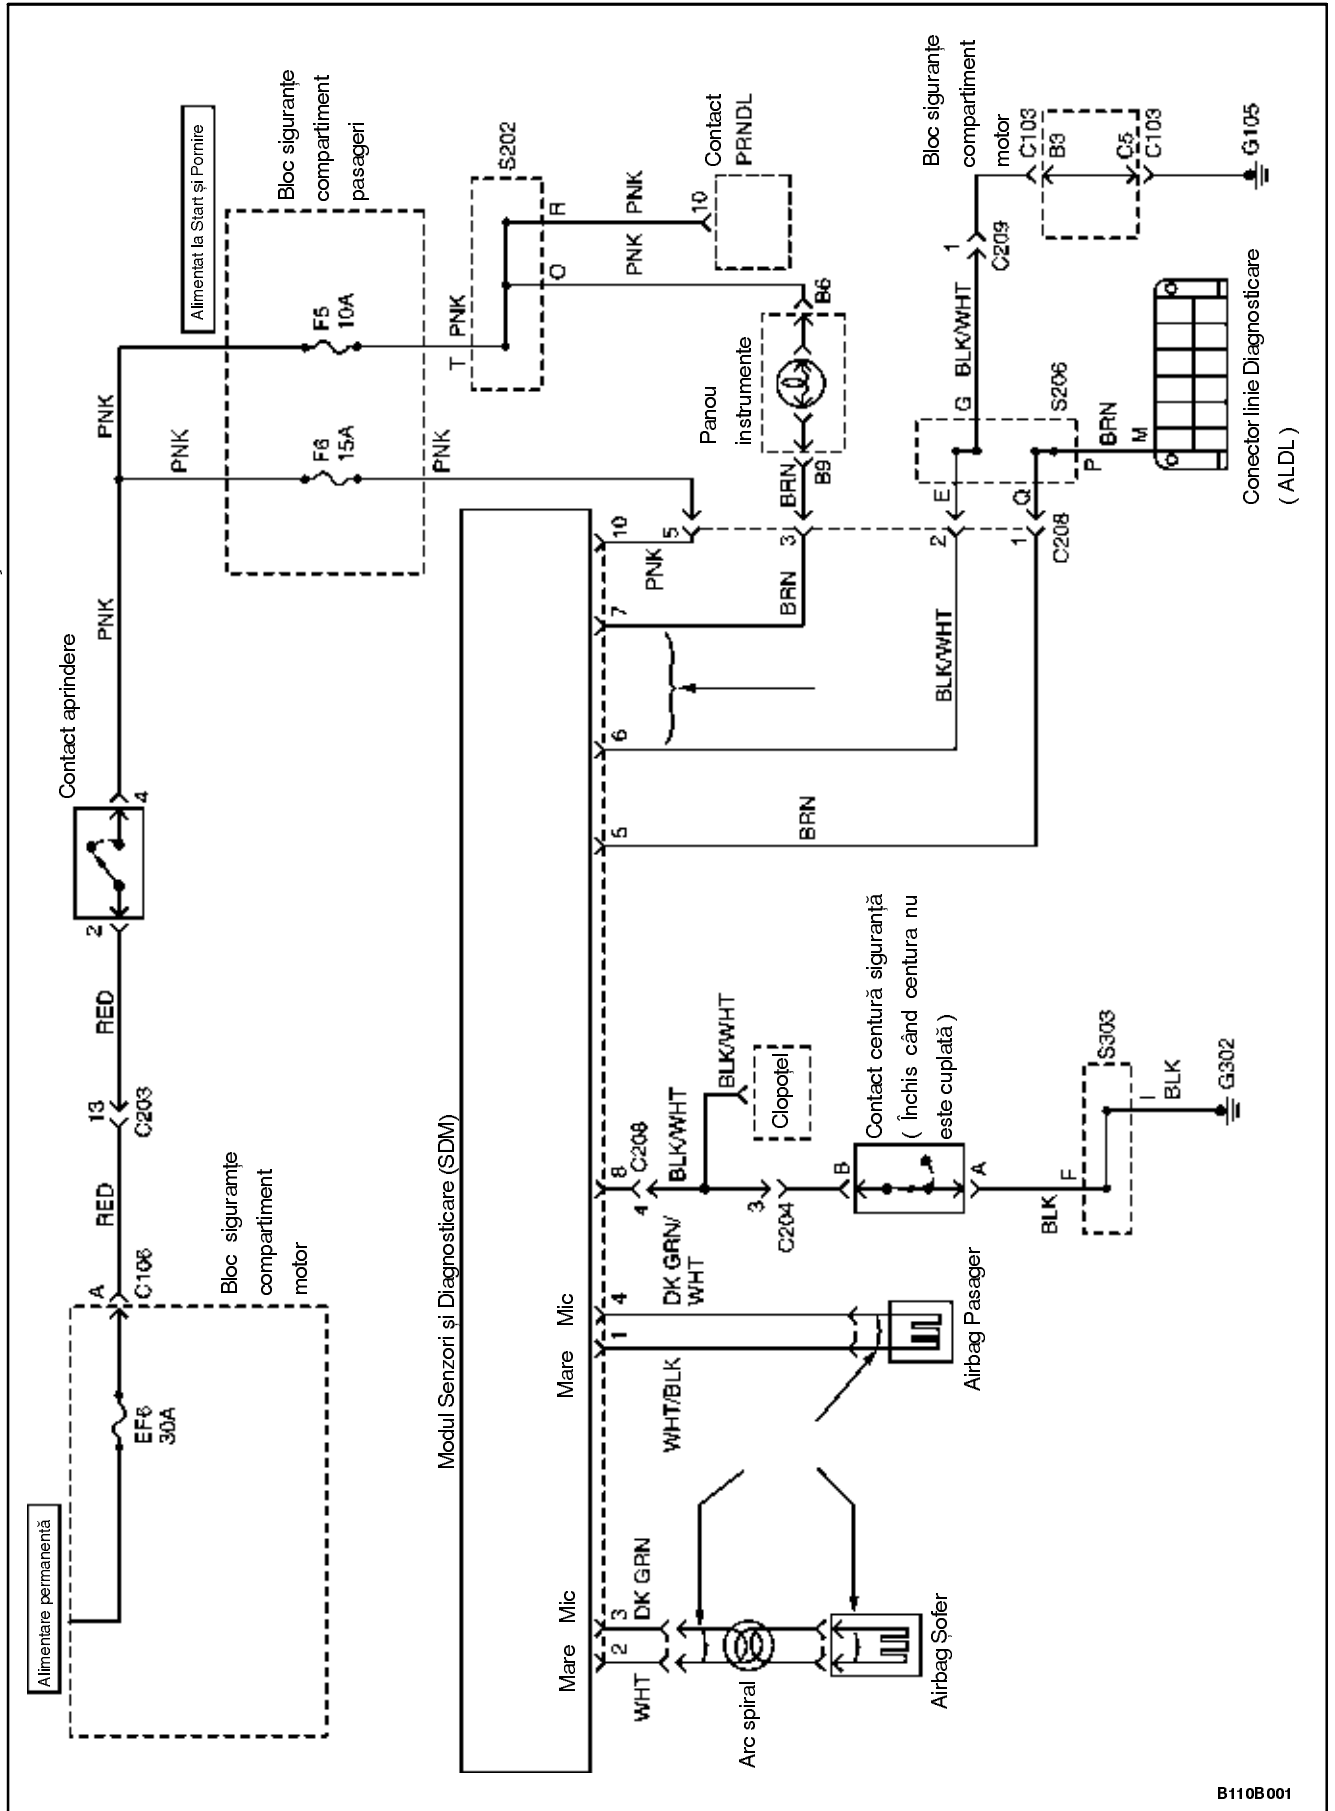 Alimentare permanentă
EF6
30A
A
C106
Bloc siguramțe
compartiment
motor
RED
13
C203
RED
2
4
Contact aprindere
PNK
PNK
PNK
Alimentat la Start și Pornire
Bloc siguranțe
compartiment
pasageri
F6
15A
F5
10A
PNK
T
PNK
S202
R
O
PNK
PNK
10
Contact
PRNDL
Panou
instrumente
B6
B9
BRN
Bloc siguranțe
compartiment
motor
C103
B3
C5
C103
G105
1
C209
BLK/WHT
G
E
Q
S206
P
BRN
M
Conector linie Diagnosticare
( ALDL )
5
3
2
1
C208
Modul Senzori și Diagnosticare (SDM)
10
PNK
7
BRN
6
BLK/WHT
5
BRN
8
4
C208
BLK/WHT
BLK/WHT
Clopoțel
3
C204
B
A
Contact centură siguranță
( Închis când centura nu
este cuplată )
BLK
F
S303
I
BLK
G302
Mic
4
DK GRN/
WHT
Mare
1
WHT/BLK
Airbag Pasager
Mic
3
DK GRN
Mare
2
WHT
Arc spiral
Airbag Șofer
B110B001